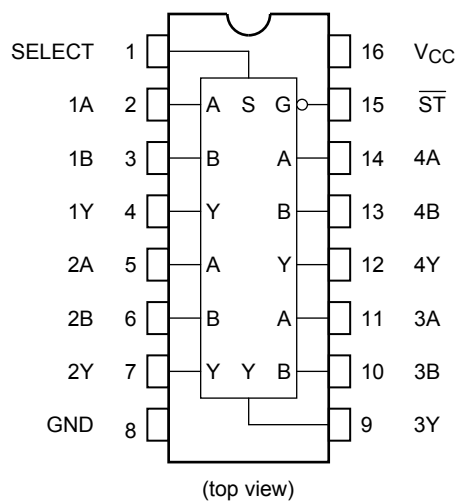 SELECT 1 16 VCC
1A 2 A S G 15 ST
1B 3 B A 14 4A
1Y 4 Y B 13 4B
2A 5 A Y 12 4Y
2B 6 B A 11 3A
2Y 7 Y Y B 10 3B
GND 8 9 3Y
(top view)